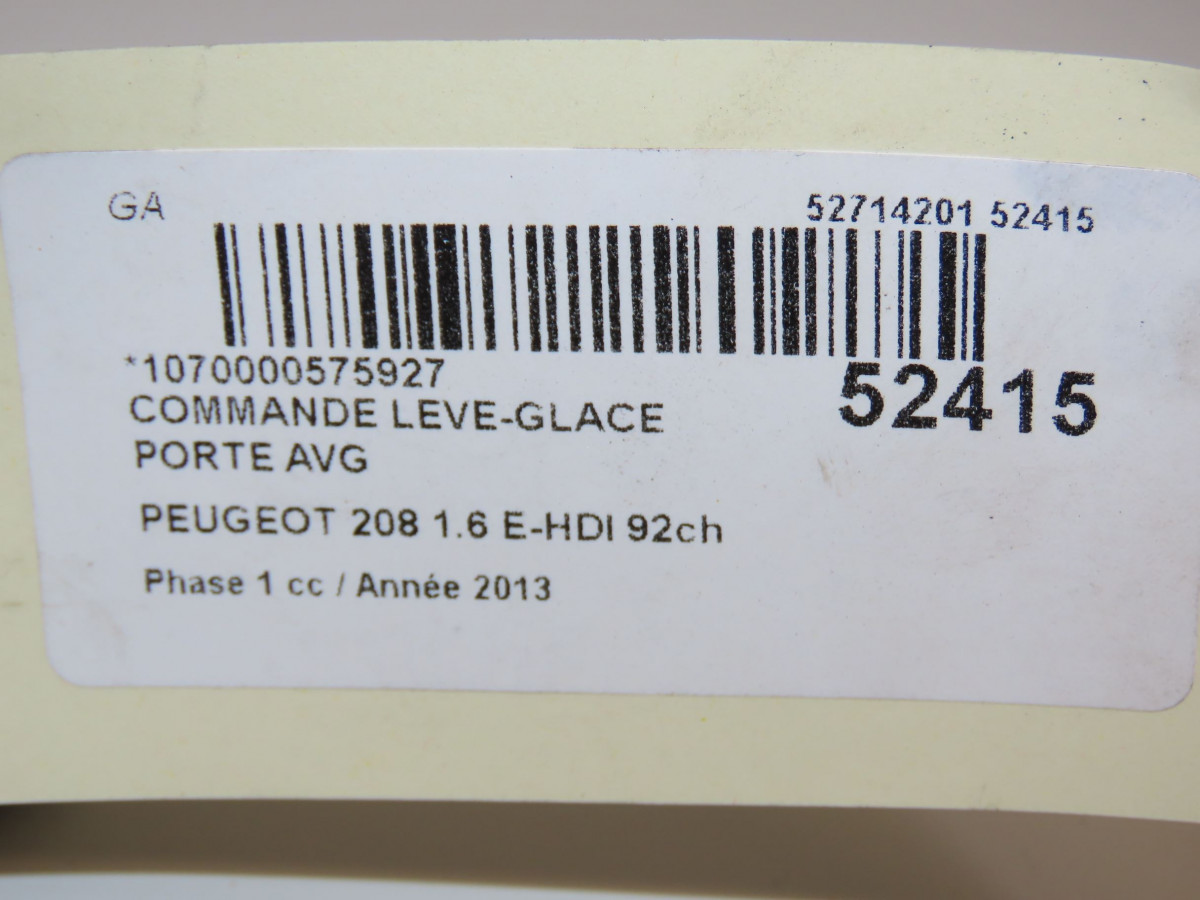 GA
52714201 52415
*1070000575927
52415
COMMANDE LEVE-GLACE
PORTE AVG
PEUGEOT 208 1.6 E-HDI 92ch
Phase 1 cc / Année 2013